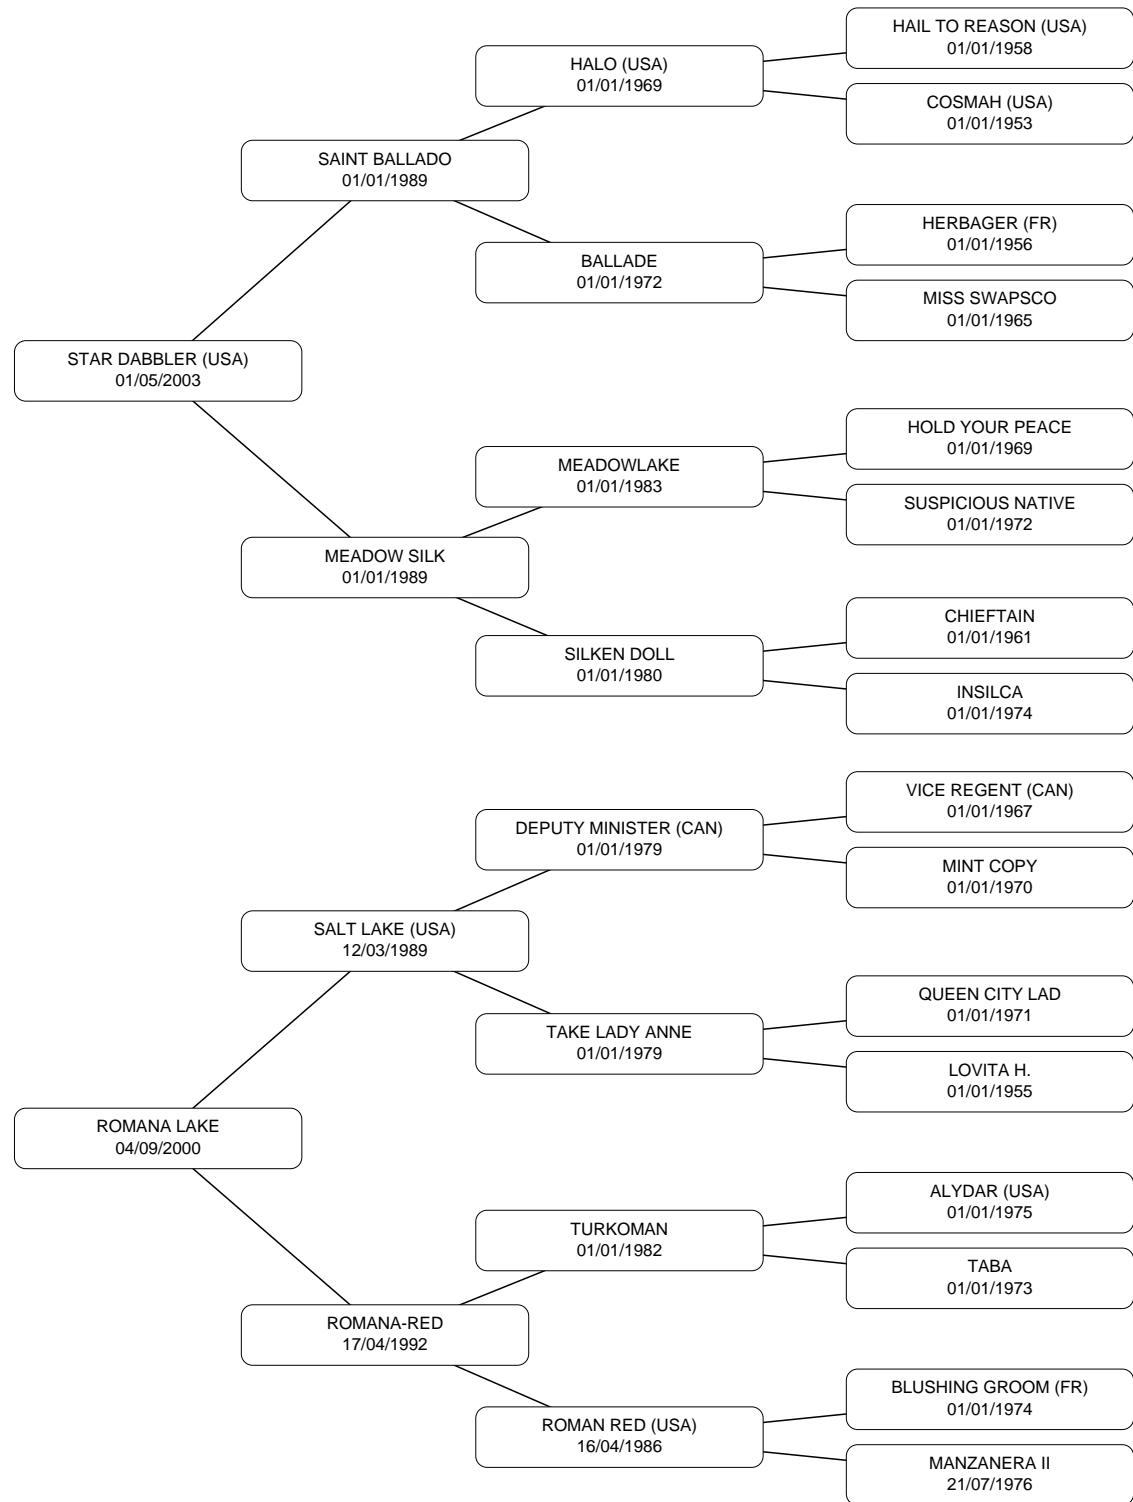 HAIL TO REASON (USA)
01/01/1958
HALO (USA)
01/01/1969
COSMAH (USA)
01/01/1953
SAINT BALLADO
01/01/1989
HERBAGER (FR)
01/01/1956
BALLADE
01/01/1972
MISS SWAPSCO
01/01/1965
STAR DABBLER (USA)
01/05/2003
HOLD YOUR PEACE
01/01/1969
MEADOWLAKE
01/01/1983
SUSPICIOUS NATIVE
01/01/1972
MEADOW SILK
01/01/1989
CHIEFTAIN
01/01/1961
SILKEN DOLL
01/01/1980
INSILCA
01/01/1974
VICE REGENT (CAN)
01/01/1967
DEPUTY MINISTER (CAN)
01/01/1979
MINT COPY
01/01/1970
SALT LAKE (USA)
12/03/1989
QUEEN CITY LAD
01/01/1971
TAKE LADY ANNE
01/01/1979
LOVITA H.
01/01/1955
ROMANA LAKE
04/09/2000
ALYDAR (USA)
01/01/1975
TURKOMAN
01/01/1982
TABA
01/01/1973
ROMANA-RED
17/04/1992
BLUSHING GROOM (FR)
01/01/1974
ROMAN RED (USA)
16/04/1986
MANZANERA II
21/07/1976